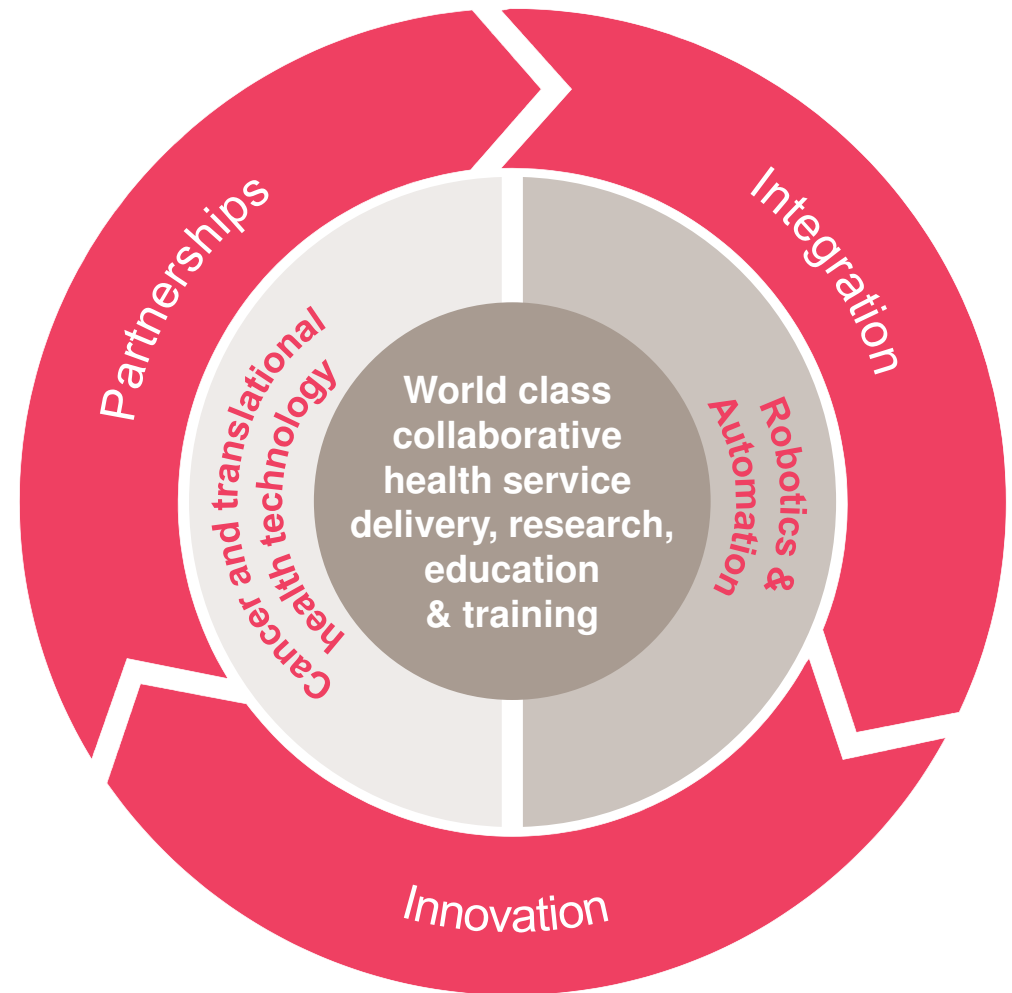 Partnerships
Integration
Cancer and translational
health technology
World class
collaborative
health service
delivery, research,
education
& training
Robotics &
Automation
Innovation